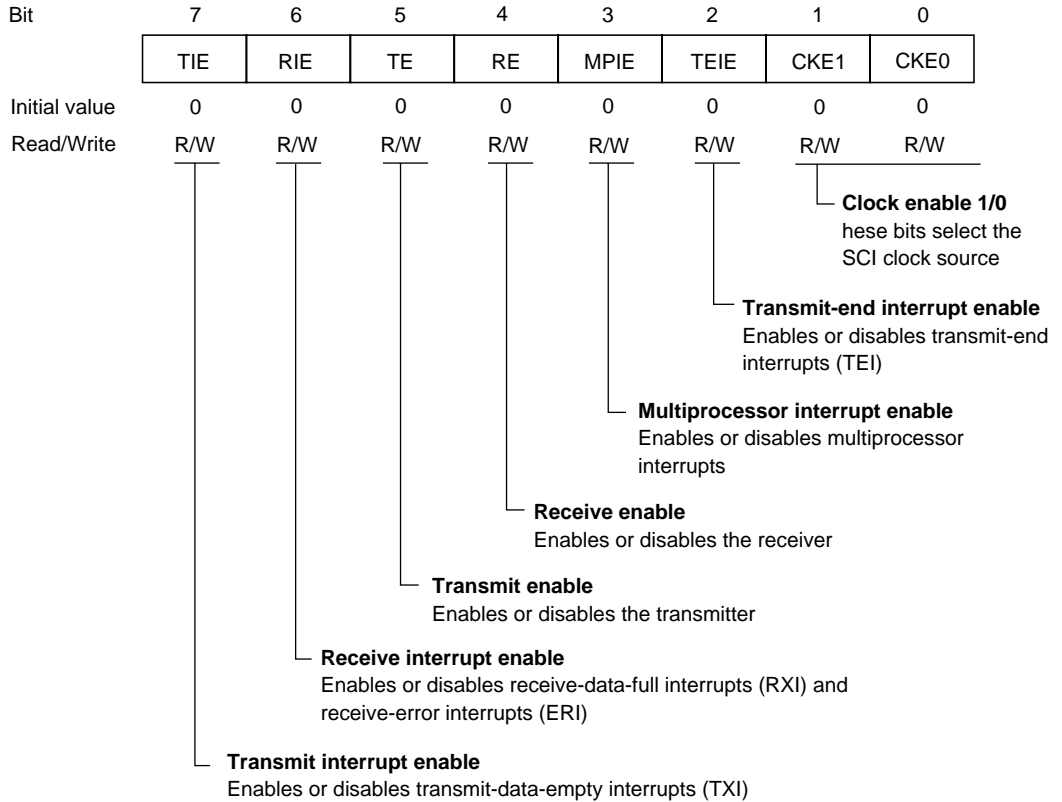 Bit 7 6 5 4 3 2 1 0
TIE RIE TE RE MPIE TEIE CKE1 CKE0
Initial value 0 0 0 0 0 0 0 0
Read/Write R/W R/W R/W R/W R/W R/W R/W R/W
Clock enable 1/0
hese bits select the
SCI clock source
Transmit-end interrupt enable
Enables or disables transmit-end
interrupts (TEI)
Multiprocessor interrupt enable
Enables or disables multiprocessor
interrupts
Receive enable
Enables or disables the receiver
Transmit enable
Enables or disables the transmitter
Receive interrupt enable
Enables or disables receive-data-full interrupts (RXI) and
receive-error interrupts (ERI)
Transmit interrupt enable
Enables or disables transmit-data-empty interrupts (TXI)